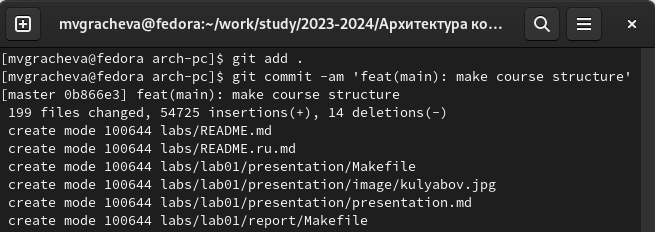 mvgracheva@fedora:~/work/study/2023-2024/Архитектура ко...
[mvgracheva@fedora arch-pc]$ git add .
[mvgracheva@fedora arch-pc]$ git commit -am 'feat(main): make course structure'
[master 0b866e3] feat(main): make course structure
 199 files changed, 54725 insertions(+), 14 deletions(-)
 create mode 100644 labs/README.md
 create mode 100644 labs/README.ru.md
 create mode 100644 labs/lab01/presentation/Makefile
 create mode 100644 labs/lab01/presentation/image/kulyabov.jpg
 create mode 100644 labs/lab01/presentation/presentation.md
 create mode 100644 labs/lab01/report/Makefile